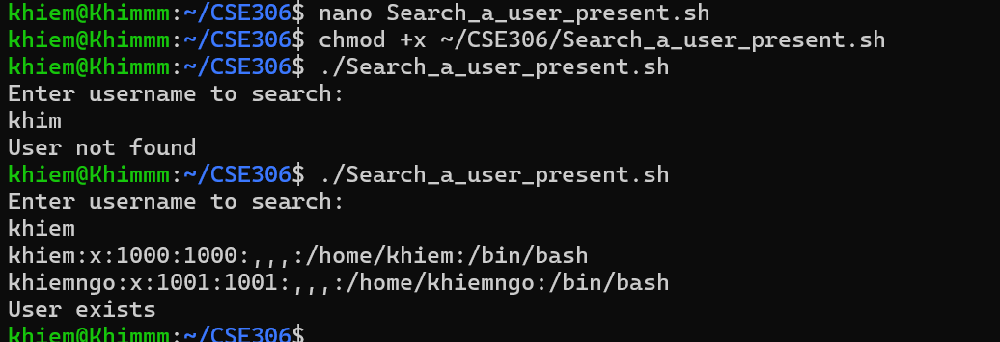 khiem@Khimmm:~/CSE306$ nano Search_a_user_present.sh
khiem@Khimmm:~/CSE306$ chmod +x ~/CSE306/Search_a_user_present.sh
khiem@Khimmm:~/CSE306$ ./Search_a_user_present.sh
Enter username to search:
khim
User not found
khiem@Khimmm:~/CSE306$ ./Search_a_user_present.sh
Enter username to search:
khiem
khiem:x:1000:1000:,,,:/home/khiem:/bin/bash
khiemngo:x:1001:1001:,,,:/home/khiemngo:/bin/bash
User exists
khiem@Khimmm:~/CSE306$